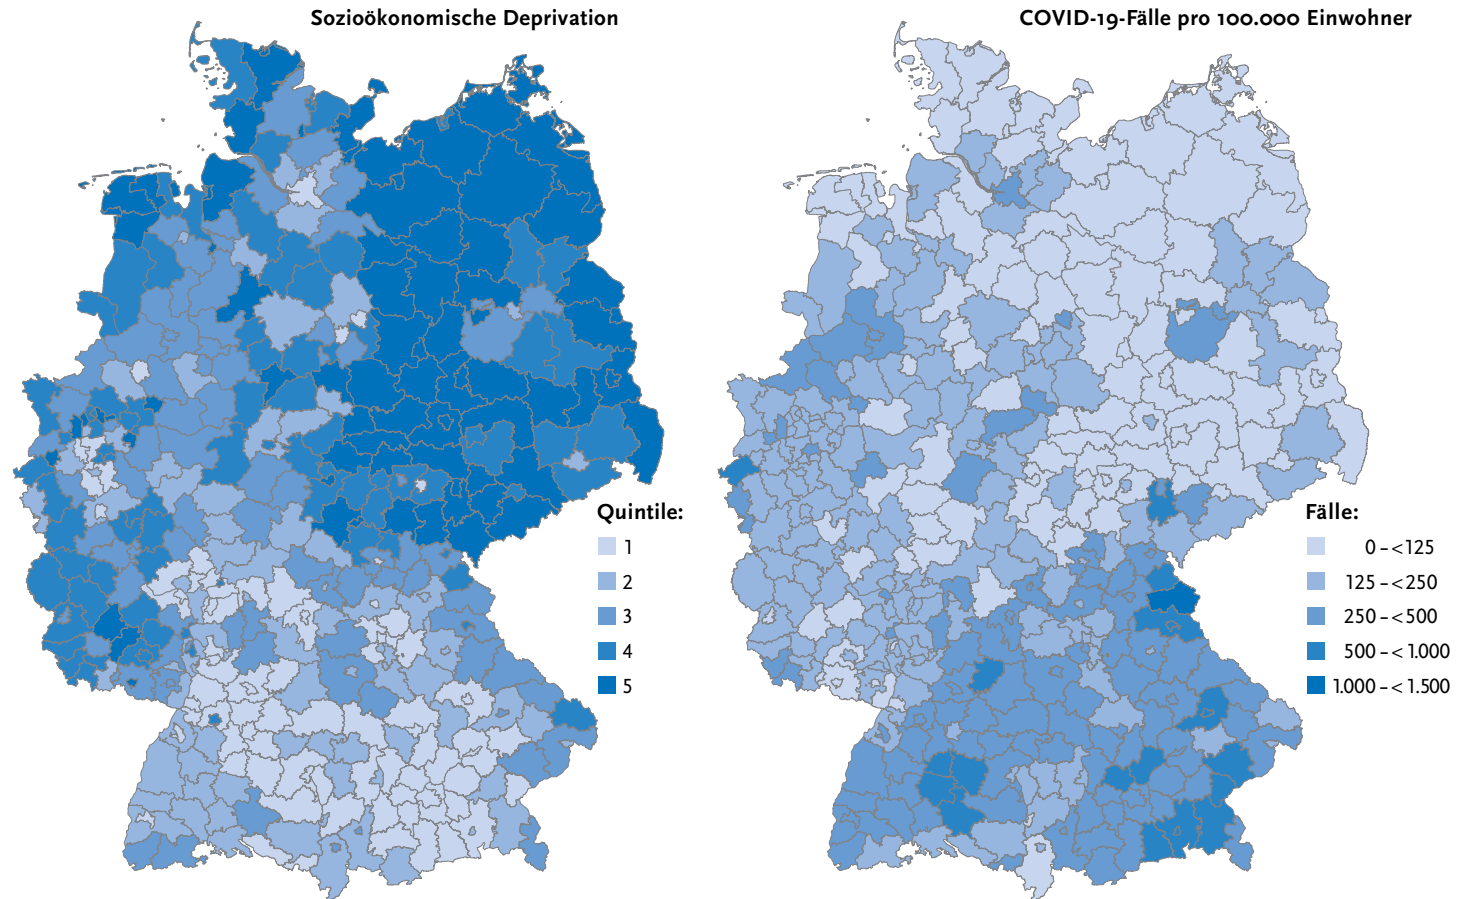 Sozioökonomische Deprivation
COVID-19-Fälle pro 100.000 Einwohner
Quintile:
1
2
3
4
5
Fälle:
0 – <125
125 – <250
250 – <500
500 – <1.000
1.000 – <1.500